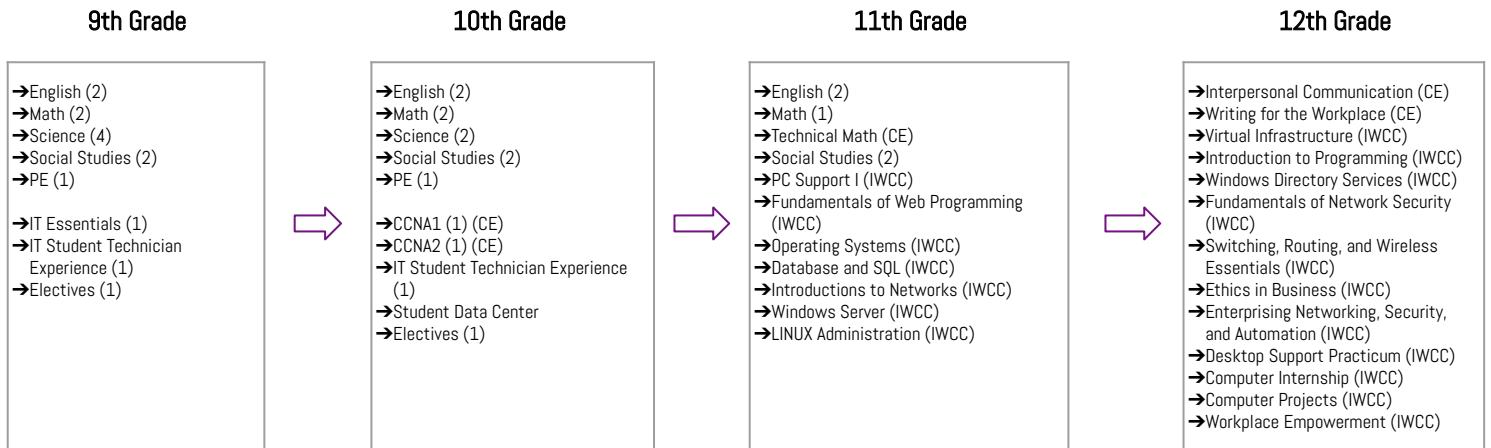 9th Grade
➔English (2)
➔Math (2)
➔Science (4)
➔Social Studies (2)
➔PE (1)
➔IT Essentials (1)
➔IT Student Technician
Experience (1)
➔Electives (1)
10th Grade
➔English (2)
➔Math (2)
➔Science (2)
➔Social Studies (2)
➔PE (1)
➔CCNA1 (1) (CE)
➔CCNA2 (1) (CE)
➔IT Student Technician Experience
(1)
➔Student Data Center
➔Electives (1)
11th Grade
➔English (2)
➔Math (1)
➔Technical Math (CE)
➔Social Studies (2)
➔PC Support I (IWCC)
➔Fundamentals of Web Programming
(IWCC)
➔Operating Systems (IWCC)
➔Database and SQL (IWCC)
➔Introductions to Networks (IWCC)
➔Windows Server (IWCC)
➔LINUX Administration (IWCC)
12th Grade
➔Interpersonal Communication (CE)
➔Writing for the Workplace (CE)
➔Virtual Infrastructure (IWCC)
➔Introduction to Programming (IWCC)
➔Windows Directory Services (IWCC)
➔Fundamentals of Network Security
(IWCC)
➔Switching, Routing, and Wireless
Essentials (IWCC)
➔Ethics in Business (IWCC)
➔Enterprising Networking, Security,
and Automation (IWCC)
➔Desktop Support Practicum (IWCC)
➔Computer Internship (IWCC)
➔Computer Projects (IWCC)
➔Workplace Empowerment (IWCC)